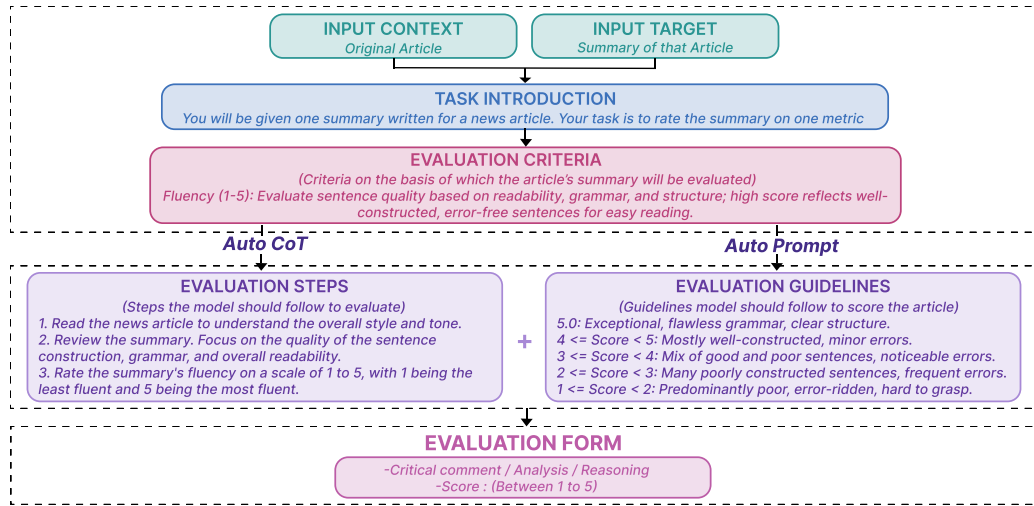 INPUT CONTEXT
Original Article
INPUT TARGET
Summary of that Article
TASK INTRODUCTION
You will be given one summary written for a news article. Your task is to rate the summary on one metric
EVALUATION CRITERIA
(Criteria on the basis of which the article's summary will be evaluated)
Fluency (1-5): Evaluate sentence quality based on readability, grammar, and structure; high score reflects well-
constructed, error-free sentences for easy reading.
Auto CoT
Auto Prompt
EVALUATION STEPS
(Steps the model should follow to evaluate)
1. Read the news article to understand the overall style and tone.
2. Review the summary. Focus on the quality of the sentence
construction, grammar, and overall readability.
3. Rate the summary's fluency on a scale of 1 to 5, with 1 being the
least fluent and 5 being the most fluent.
+
EVALUATION GUIDELINES
(Guidelines model should follow to score the article)
5.0: Exceptional, flawless grammar, clear structure.
4 <= Score < 5: Mostly well-constructed, minor errors.
3 <= Score < 4: Mix of good and poor sentences, noticeable errors.
2 <= Score < 3: Many poorly constructed sentences, frequent errors.
1 <= Score < 2: Predominantly poor, error-ridden, hard to grasp.
EVALUATION FORM
-Critical comment / Analysis / Reasoning
-Score : (Between 1 to 5)